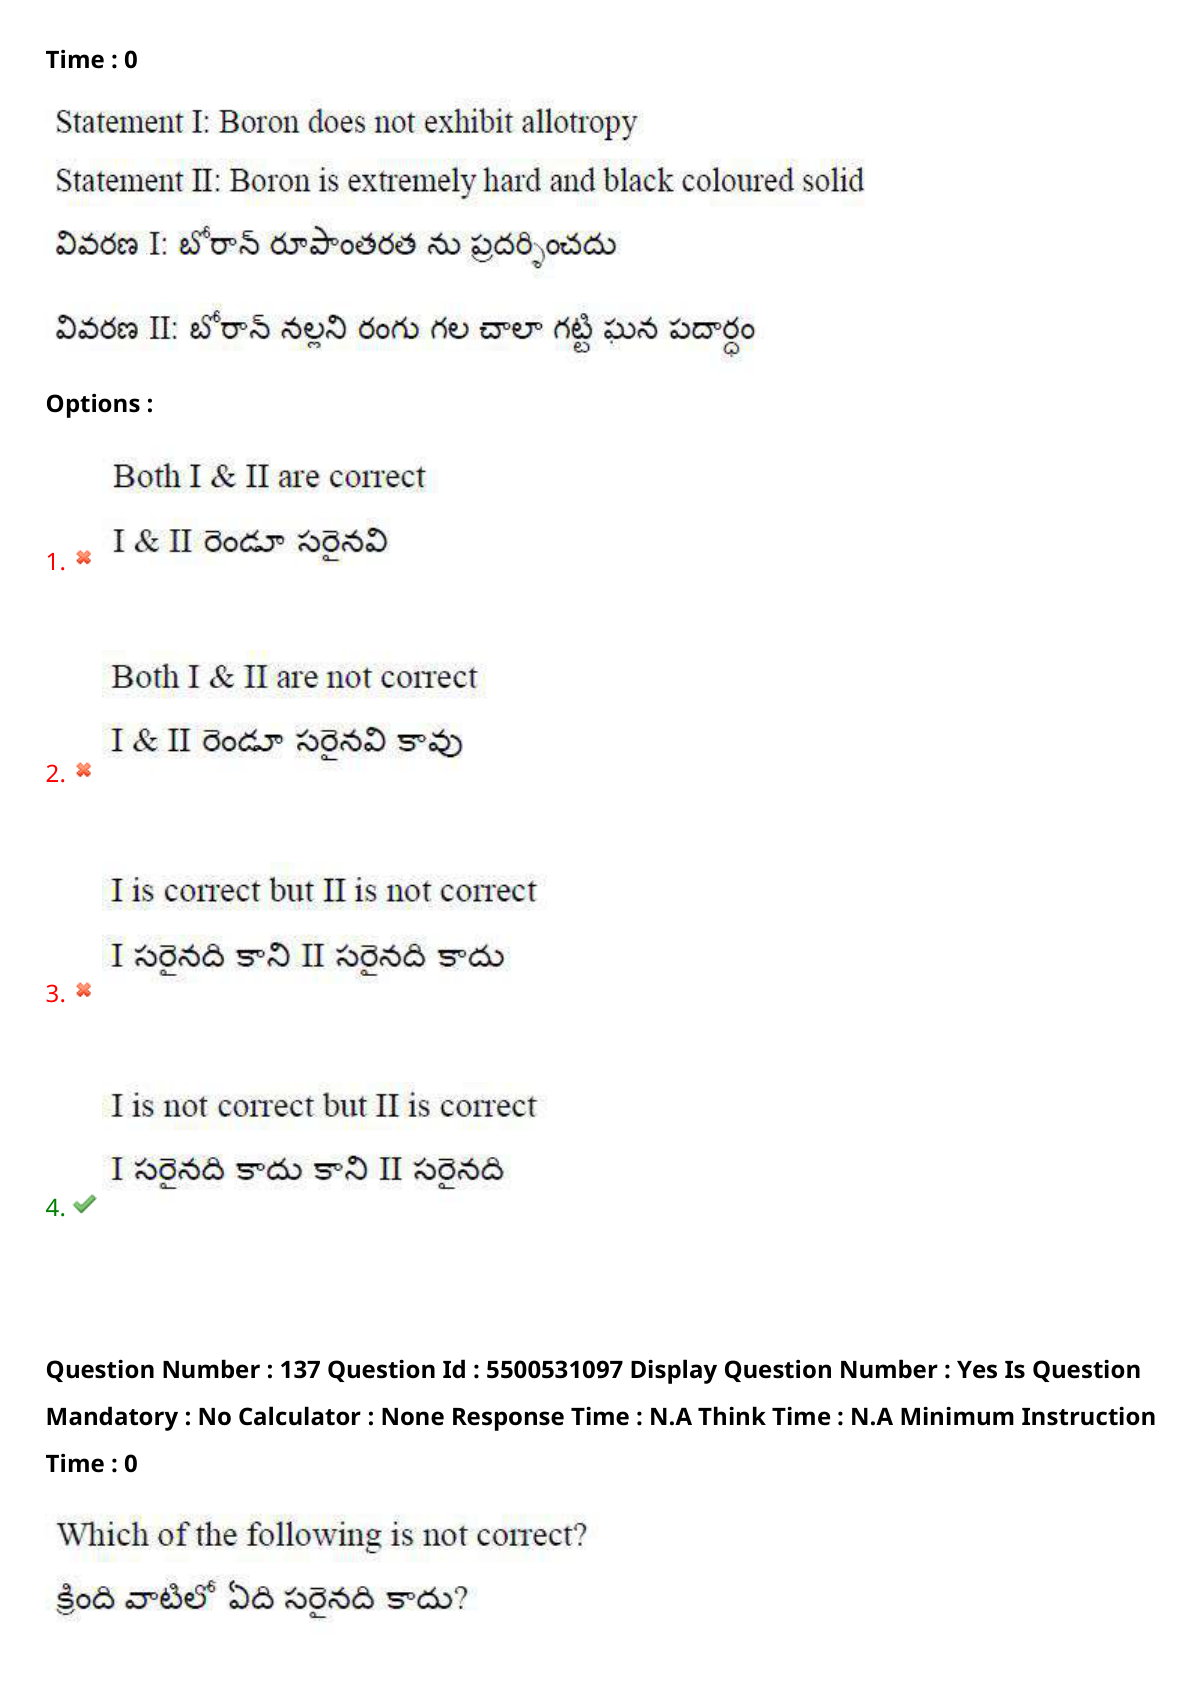 Time : 0
Statement I: Boron does not exhibit allotropy
Statement II: Boron is extremely hard and black coloured solid
వివరణ I: బోరాన్ రూపాంతరత ను ప్రదర్శించదు
వివరణ II: బోరాన్ నల్లని రంగు గల చాలా గట్టి ఘన పదార్ధం
Options :
Both I & II are correct
I & II రెండూ సరైనవి
1.
Both I & II are not correct
I & II రెండూ సరైనవి కావు
2.
I is correct but II is not correct
I సరైనది కాని II సరైనది కాదు
3.
I is not correct but II is correct
I సరైనది కాదు కాని II సరైనది
4.
Question Number : 137 Question Id : 5500531097 Display Question Number : Yes Is Question
Mandatory : No Calculator : None Response Time : N.A Think Time : N.A Minimum Instruction
Time : 0
Which of the following is not correct?
క్రింది వాటిలో ఏది సరైనది కాదు?